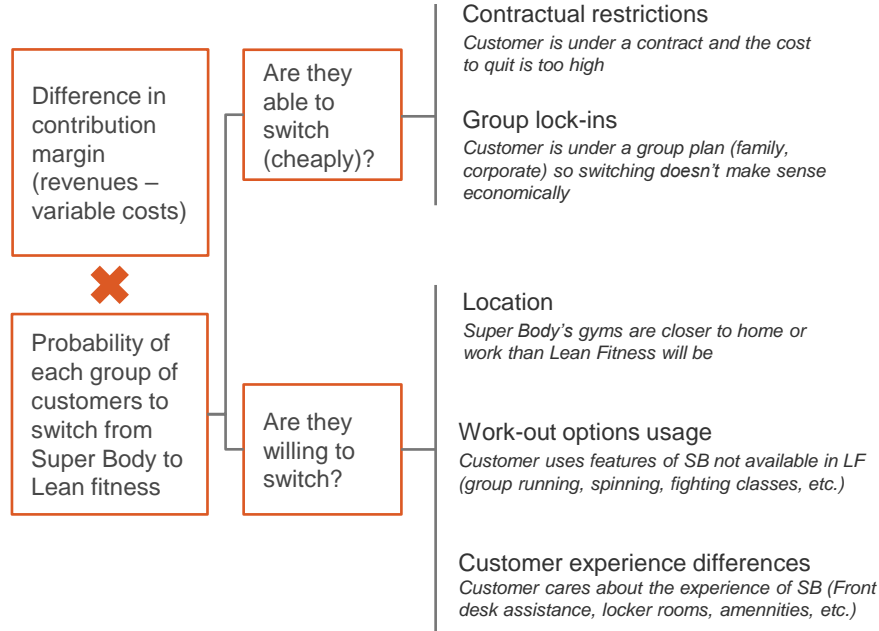 Difference in
contribution
margin
(revenues –
variable costs)
Probability of
each group of
customers to
switch from
Super Body to
Lean fitness
Are they
able to
switch
(cheaply)?
Are they
willing to
switch?
Contractual restrictions
Customer is under a contract and the cost
to quit is too high
Group lock-ins
Customer is under a group plan (family,
corporate) so switching doesn’t make sense
economically
Location
Super Body’s gyms are closer to home or
work than Lean Fitness will be
Work-out options usage
Customer uses features of SB not available in LF
(group running, spinning, fighting classes, etc.)
Customer experience differences
Customer cares about the experience of SB (Front
desk assistance, locker rooms, amennities, etc.)